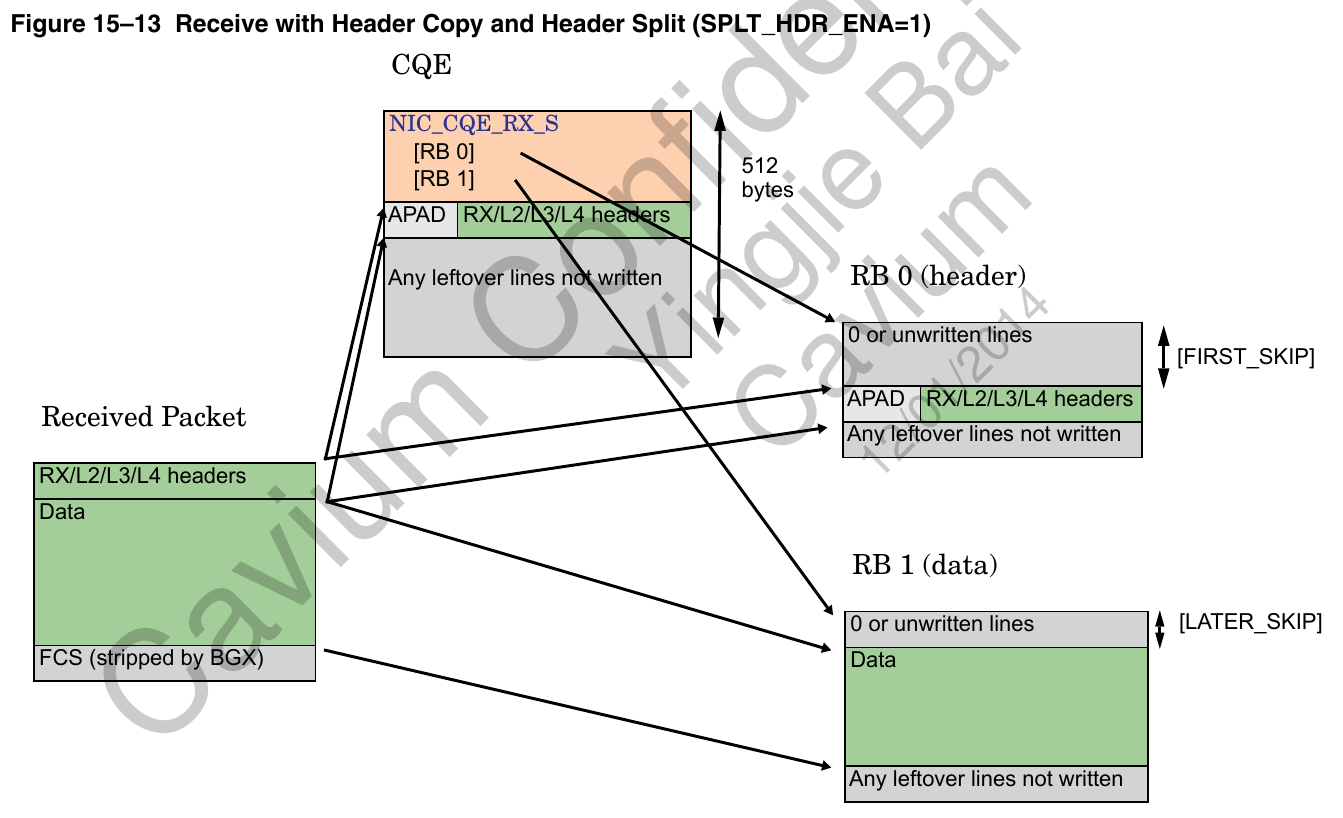 Figure 15–13 Receive with Header Copy and Header Split (SPLT_HDR_ENA=1)
CQE
NIC_CQE_RX_S
[RB 0]
[RB 1]
512
bytes
APAD
RX/L2/L3/L4 headers
Any leftover lines not written
RB 0 (header)
0 or unwritten lines
[FIRST_SKIP]
APAD
RX/L2/L3/L4 headers
Any leftover lines not written
Received Packet
RX/L2/L3/L4 headers
Data
FCS (stripped by BGX)
RB 1 (data)
0 or unwritten lines
[LATER_SKIP]
Data
Any leftover lines not written
Cavium Confiden
Yingjie Bai
Cavium
12/01/2014